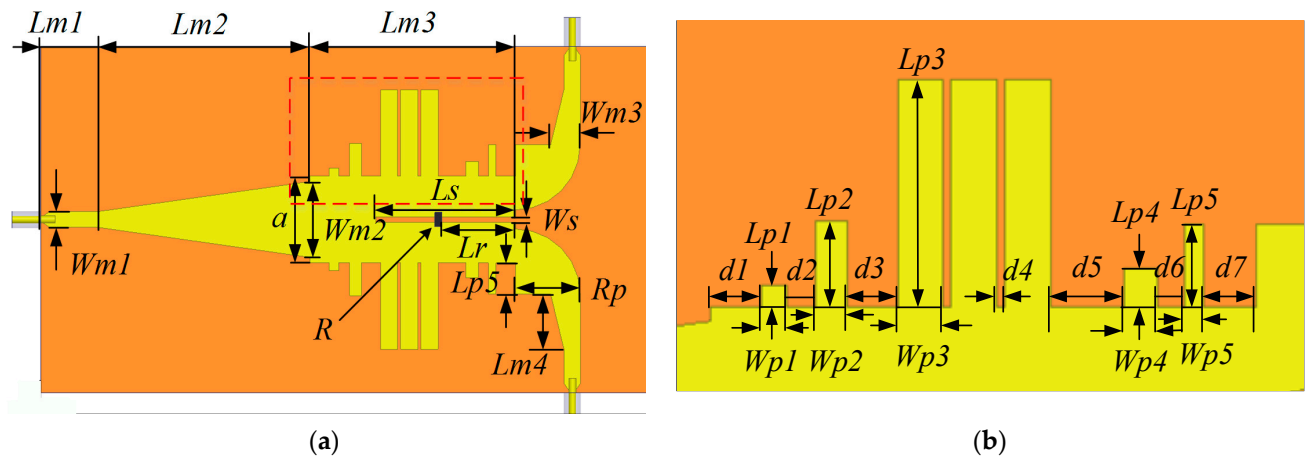 Lm1 Lm2 Lm3
Wm3
Ls
a Wm2 Ws
Wm1 Lr
Lp5 Rp
R Lm4
(a)
Lp3
Lp2 Lp4 Lp5
Lp1
d1 d2 d3 d4 d5 d6 d7
Wp1 Wp2 Wp3 Wp4 Wp5
(b)